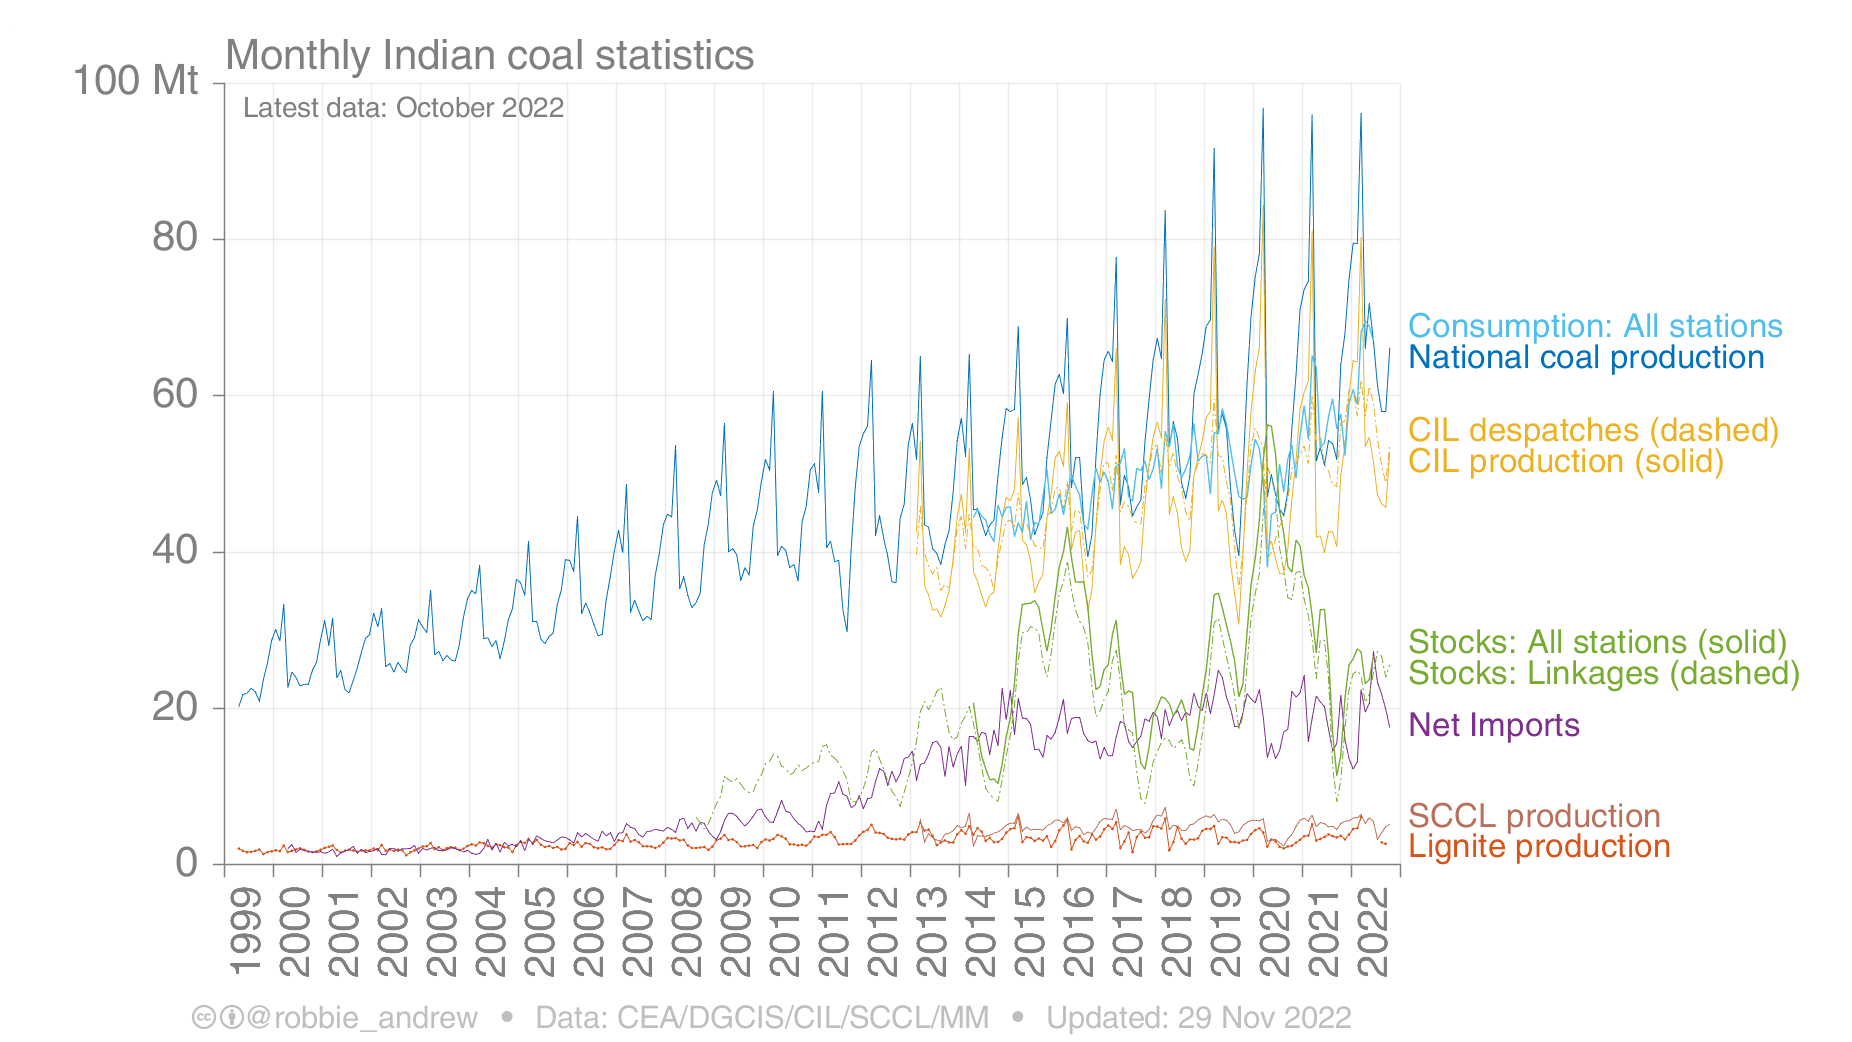 Monthly Indian coal statistics
100 Mt
Latest data: October 2022
80
60
40
20
0
Consumption: All stations
National coal production
CIL despatches (dashed)
CIL production (solid)
Stocks: All stations (solid)
Stocks: Linkages (dashed)
Net Imports
SCCL production
Lignite production
1999 2000 2001 2002 2003 2004 2005 2006 2007 2008 2009 2010 2011 2012 2013 2014 2015 2016 2017 2018 2019 2020 2021 2022
cc @robbie_andrew • Data: CEA/DGCIS/CIL/SCCL/MM • Updated: 29 Nov 2022